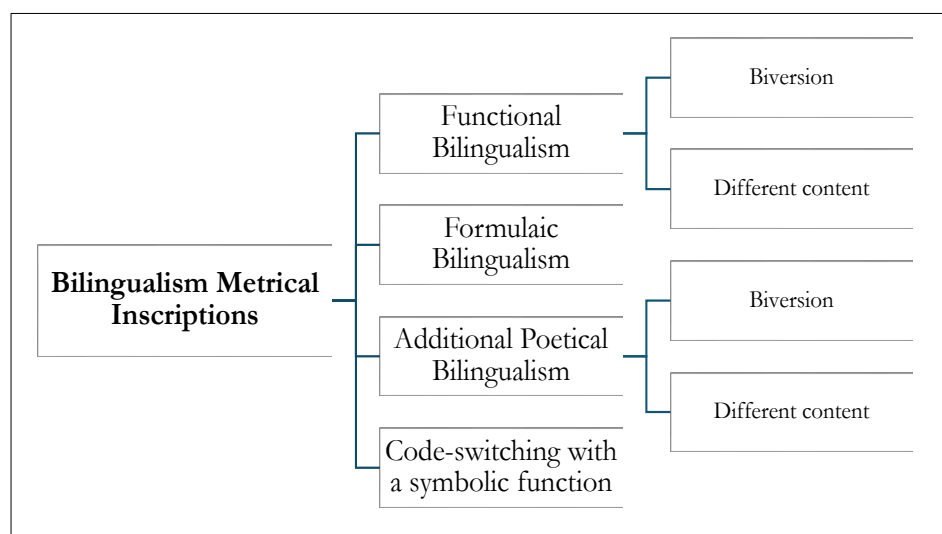 Bilingualism Metrical
Inscriptions
Functional
Bilingualism
Biversion
Different content
Formulaic
Bilingualism
Additional Poetical
Bilingualism
Biversion
Different content
Code-switching with
a symbolic function